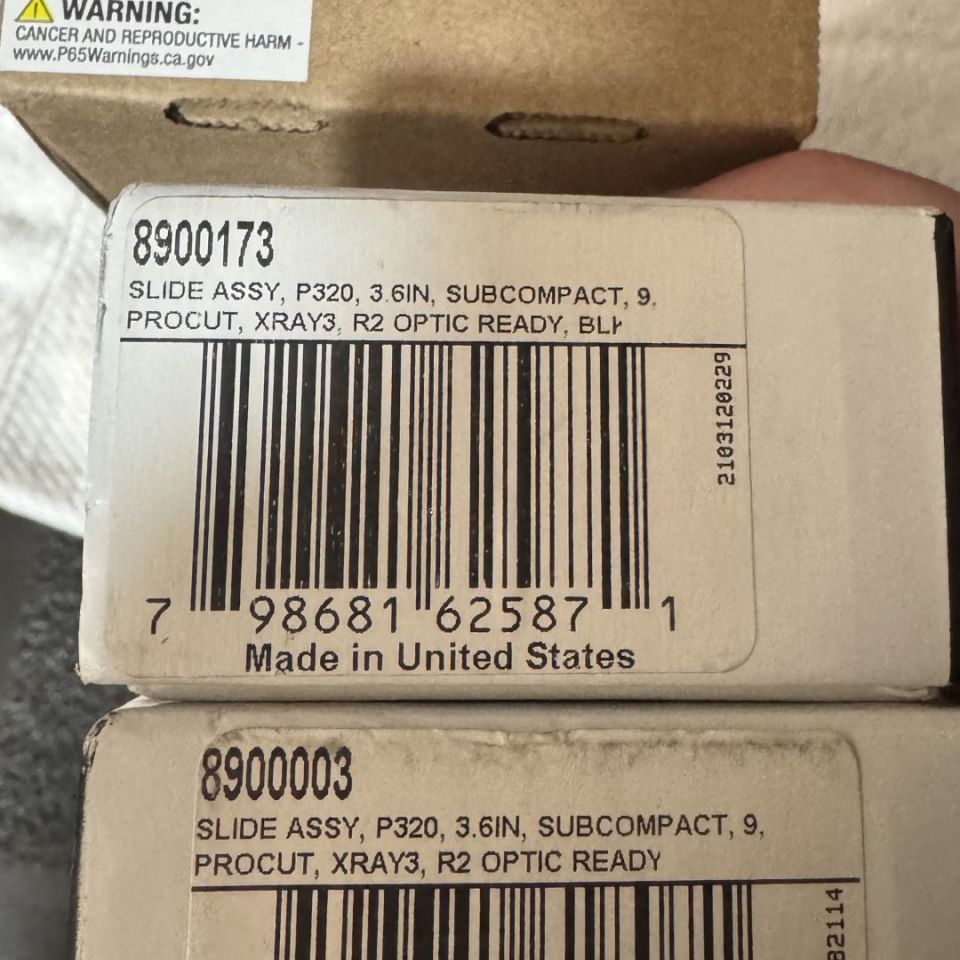 WARNING:
CANCER AND REPRODUCTIVE HARM -
www.P65Warnings.ca.gov
8900173
SLIDE ASSY, P320, 3.6IN, SUBCOMPACT, 9,
PROCUT, XRAY3, R2 OPTIC READY, BLK
2103120229
7 98681 62587 1
Made in United States
8900003
SLIDE ASSY, P320, 3.6IN, SUBCOMPACT, 9,
PROCUT, XRAY3, R2 OPTIC READY
82114